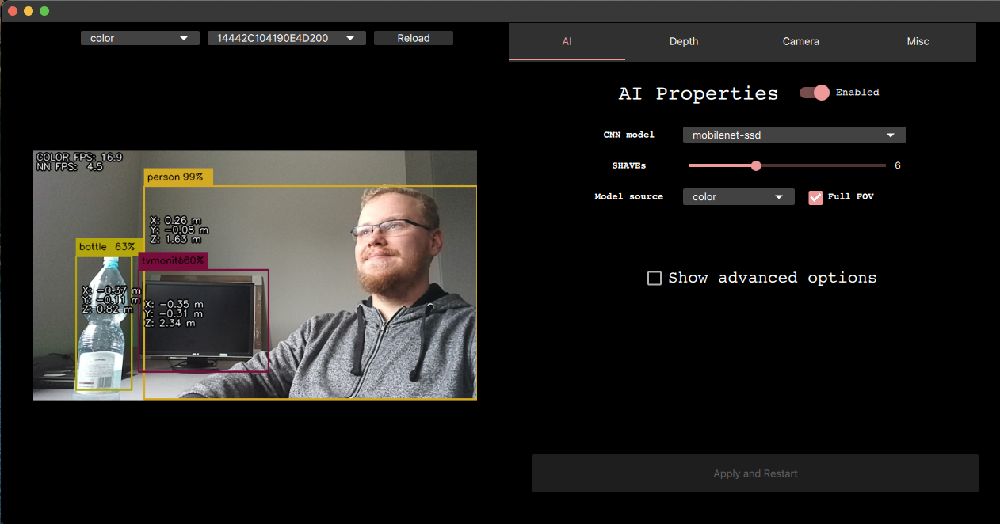 color
14442C104190E4D200
Reload
AI
Depth
Camera
Misc
AI Properties
Enabled
CNN model
mobilenet-ssd
SHAVEs
6
Model source
color
Full FOV
Show advanced options
Apply and Restart
COLOR FPS: 16.9
NN FPS: 4.5
person 99%
X: 0.26 m
Y: -0.08 m
Z: 1.63 m
bottle 63%
X: -0.37 m
Y: -0.11 m
Z: 0.82 m
tvmonitor 100%
X: -0.35 m
Y: -0.31 m
Z: 2.34 m